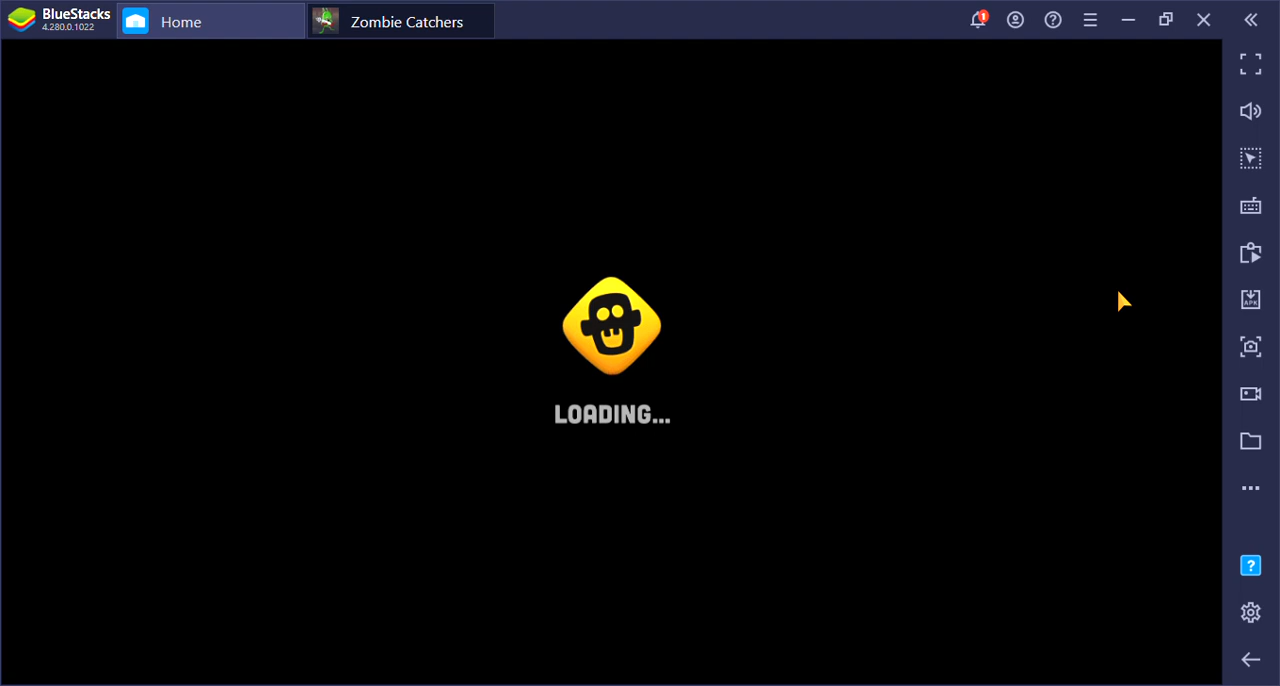 BlueStacks
4.280.0.1022
Home
Zombie Catchers
1
APK
LOADING...
?